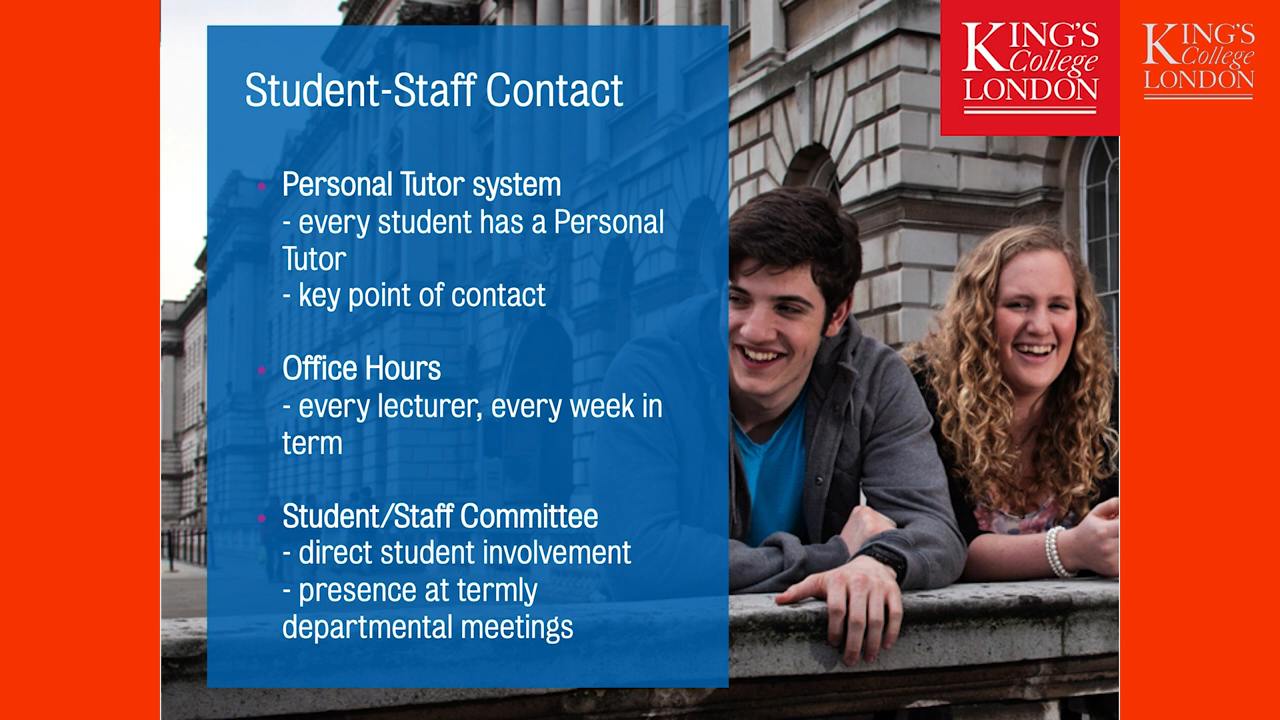 Student-Staff Contact
• Personal Tutor system
- every student has a Personal
Tutor
- key point of contact
• Office Hours
- every lecturer, every week in
term
• Student/Staff Committee
- direct student involvement
- presence at termly
departmental meetings
KING'S
College
LONDON
KING'S
College
LONDON